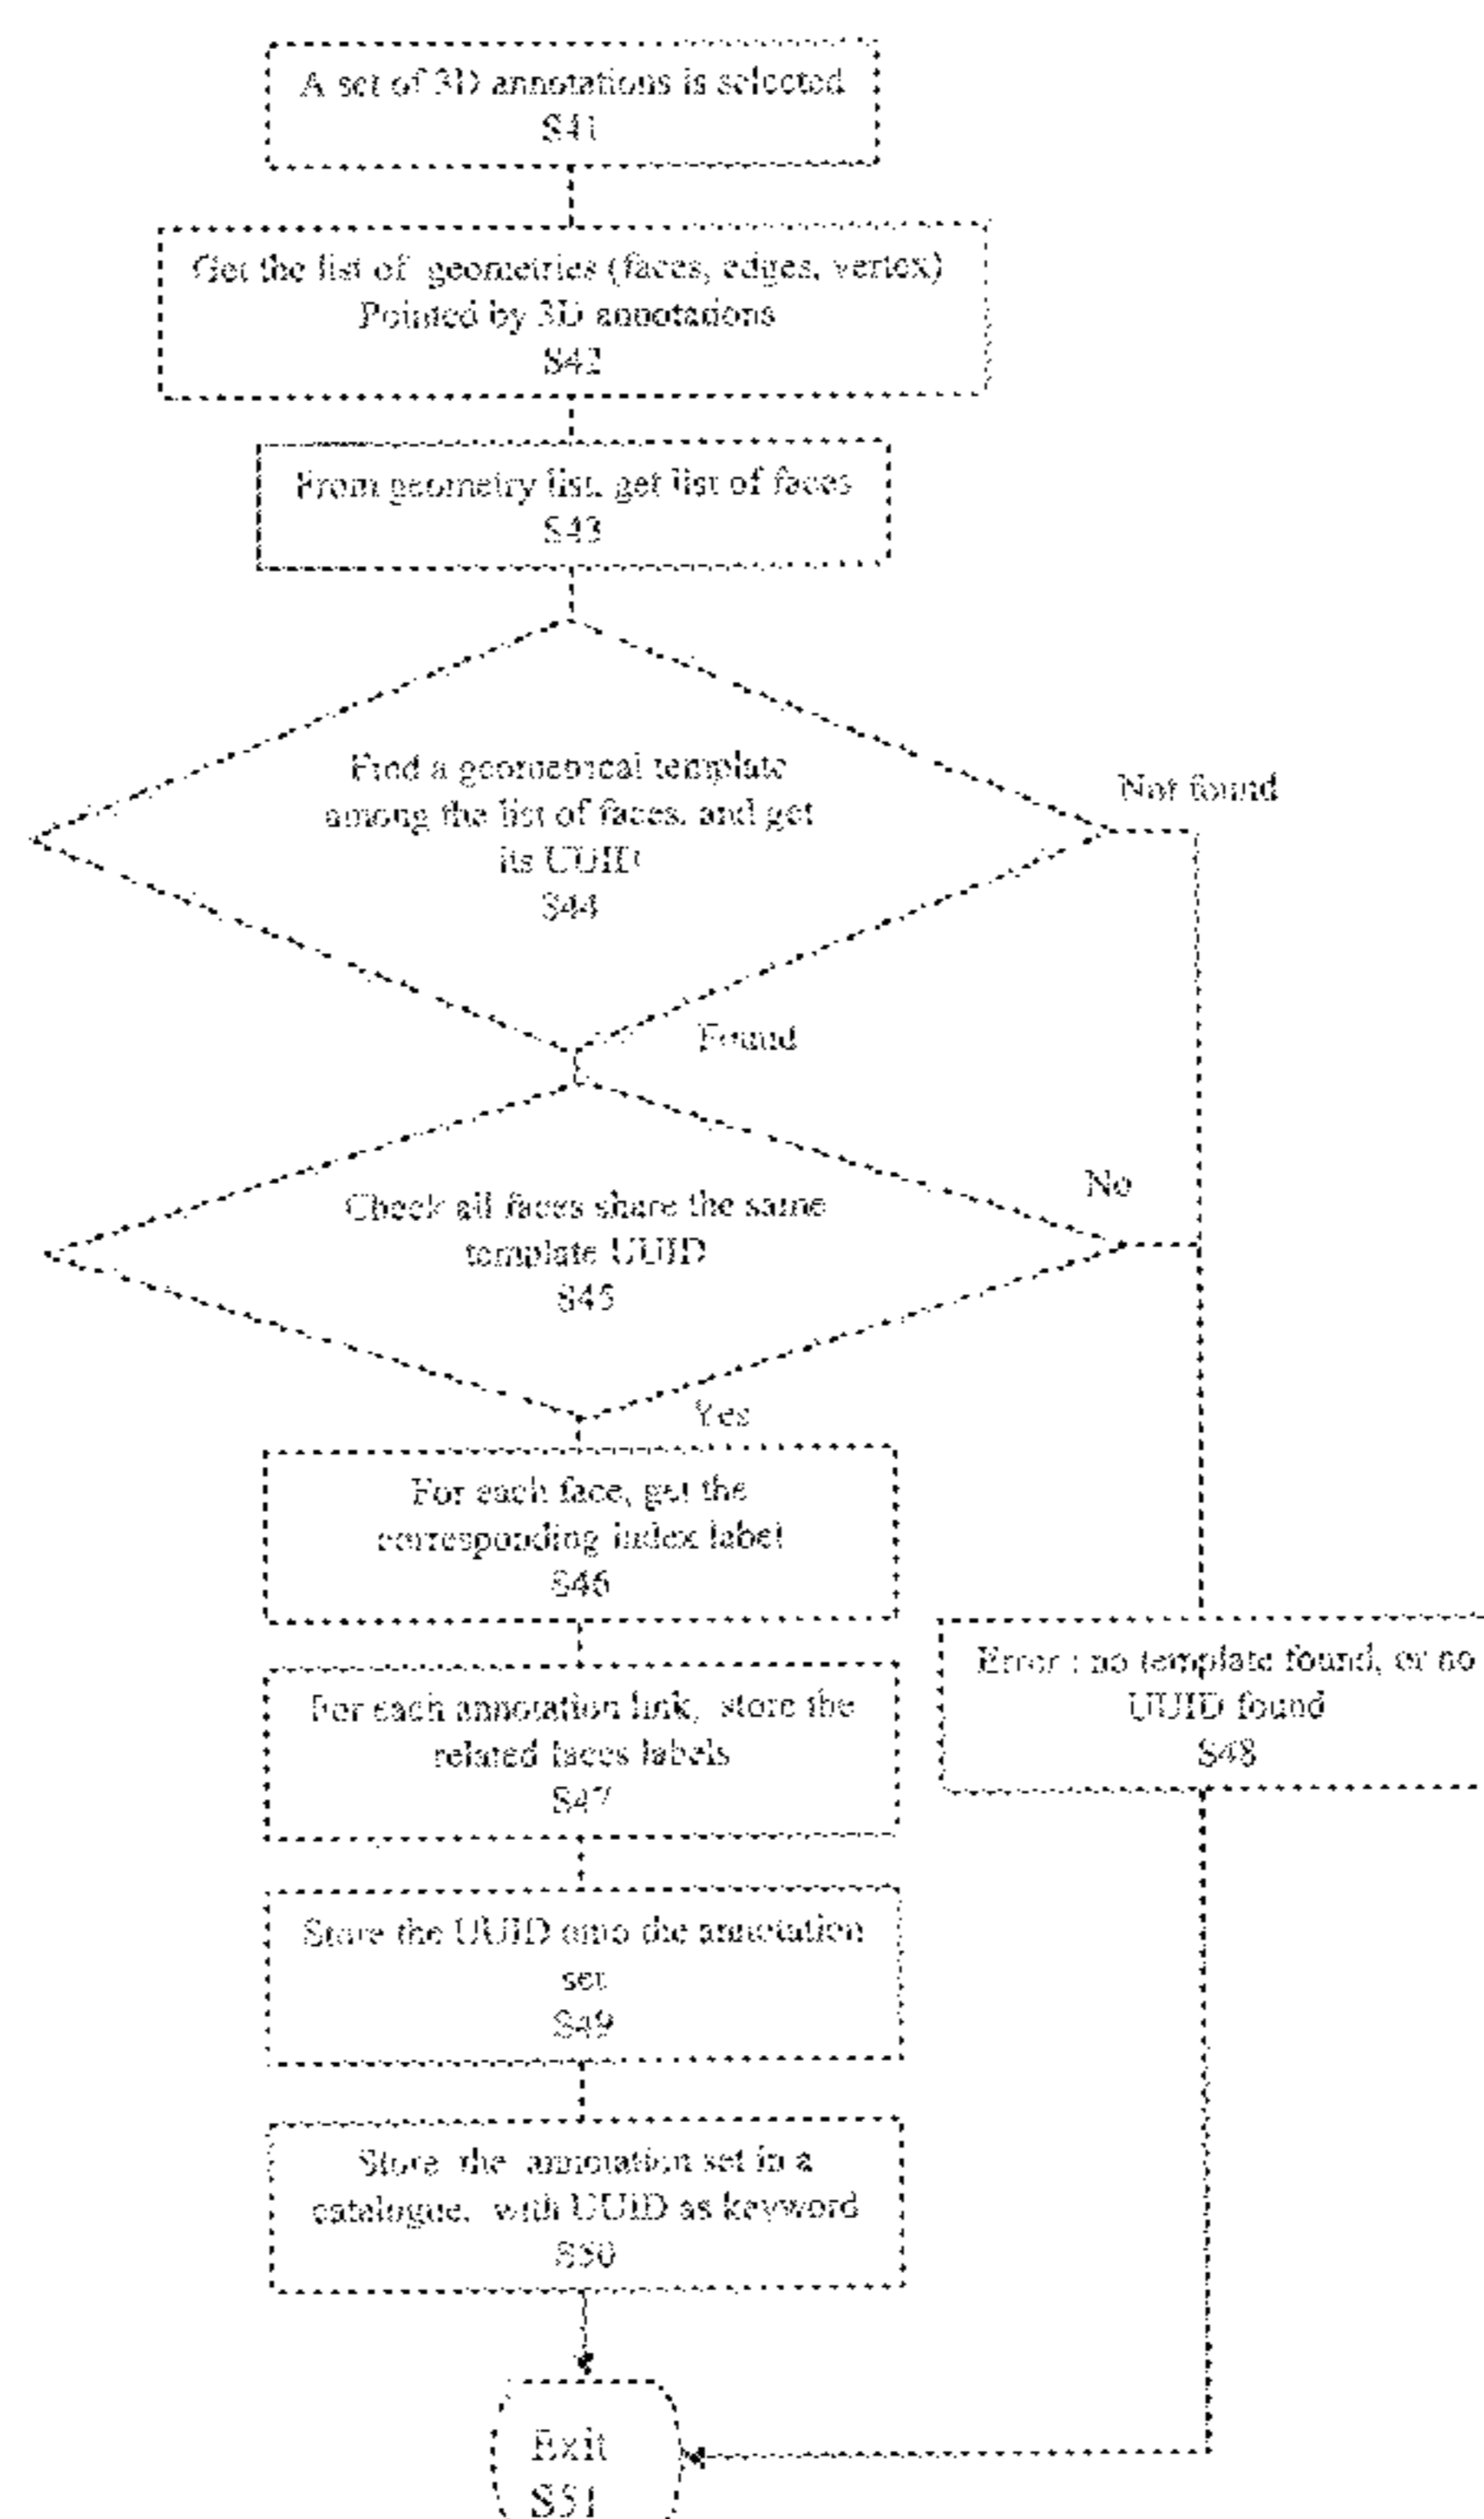 A set of 3D annotations is selected
S41
Get the list of geometries (faces, edges, vertex)
Pointed by 3D annotations
S42
From geometry list, get list of faces
S43
Find a geometrical template
among the list of faces, and get
its UUID
S44
Not found
Found
Check all faces share the same
template UUID
S45
No
Yes
For each face, get the
corresponding index label
S46
For each annotation link, store the
related faces labels
S47
Error : no template found, or no
UUID found
S48
Store the UUID onto the annotation
set
S49
Store the annotation set in a
catalogue, with UUID as keyword
S50
Exit
S51